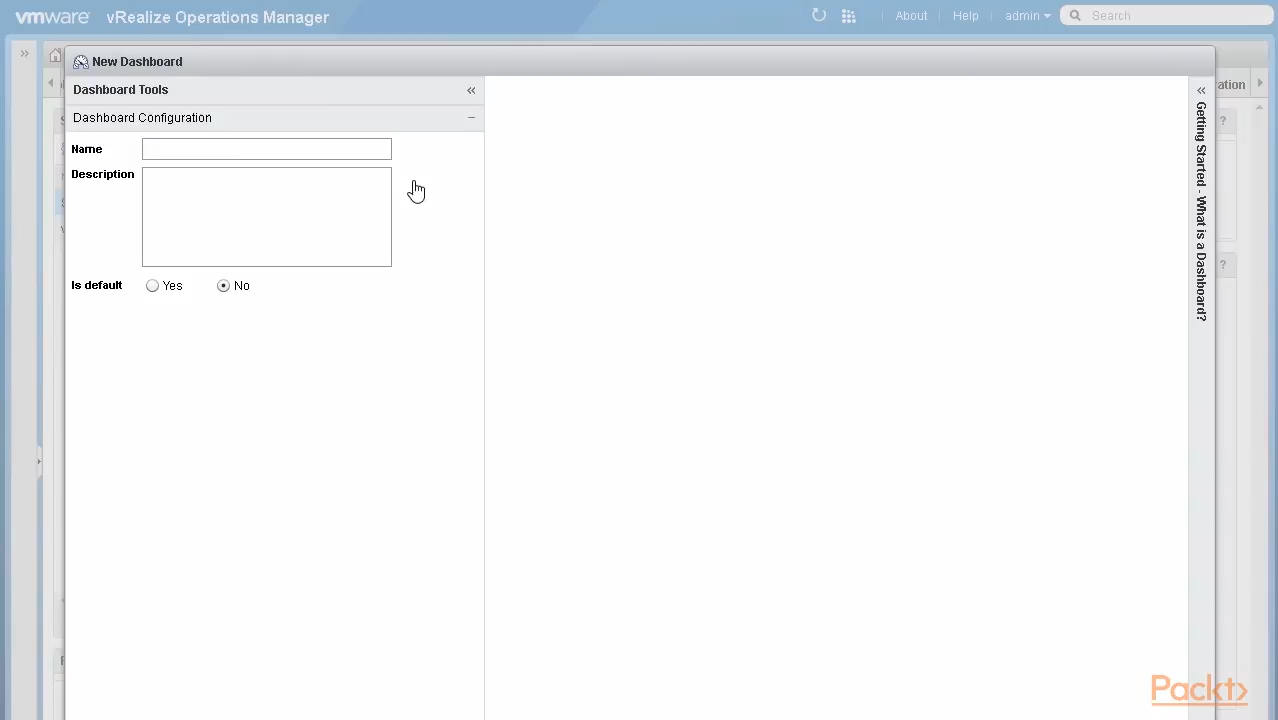 vmware vRealize Operations Manager
About Help admin Search
New Dashboard
Dashboard Tools
Dashboard Configuration
Name
Description
Is default Yes No
Getting Started - What is a Dashboard?
ation
?
?
Packt